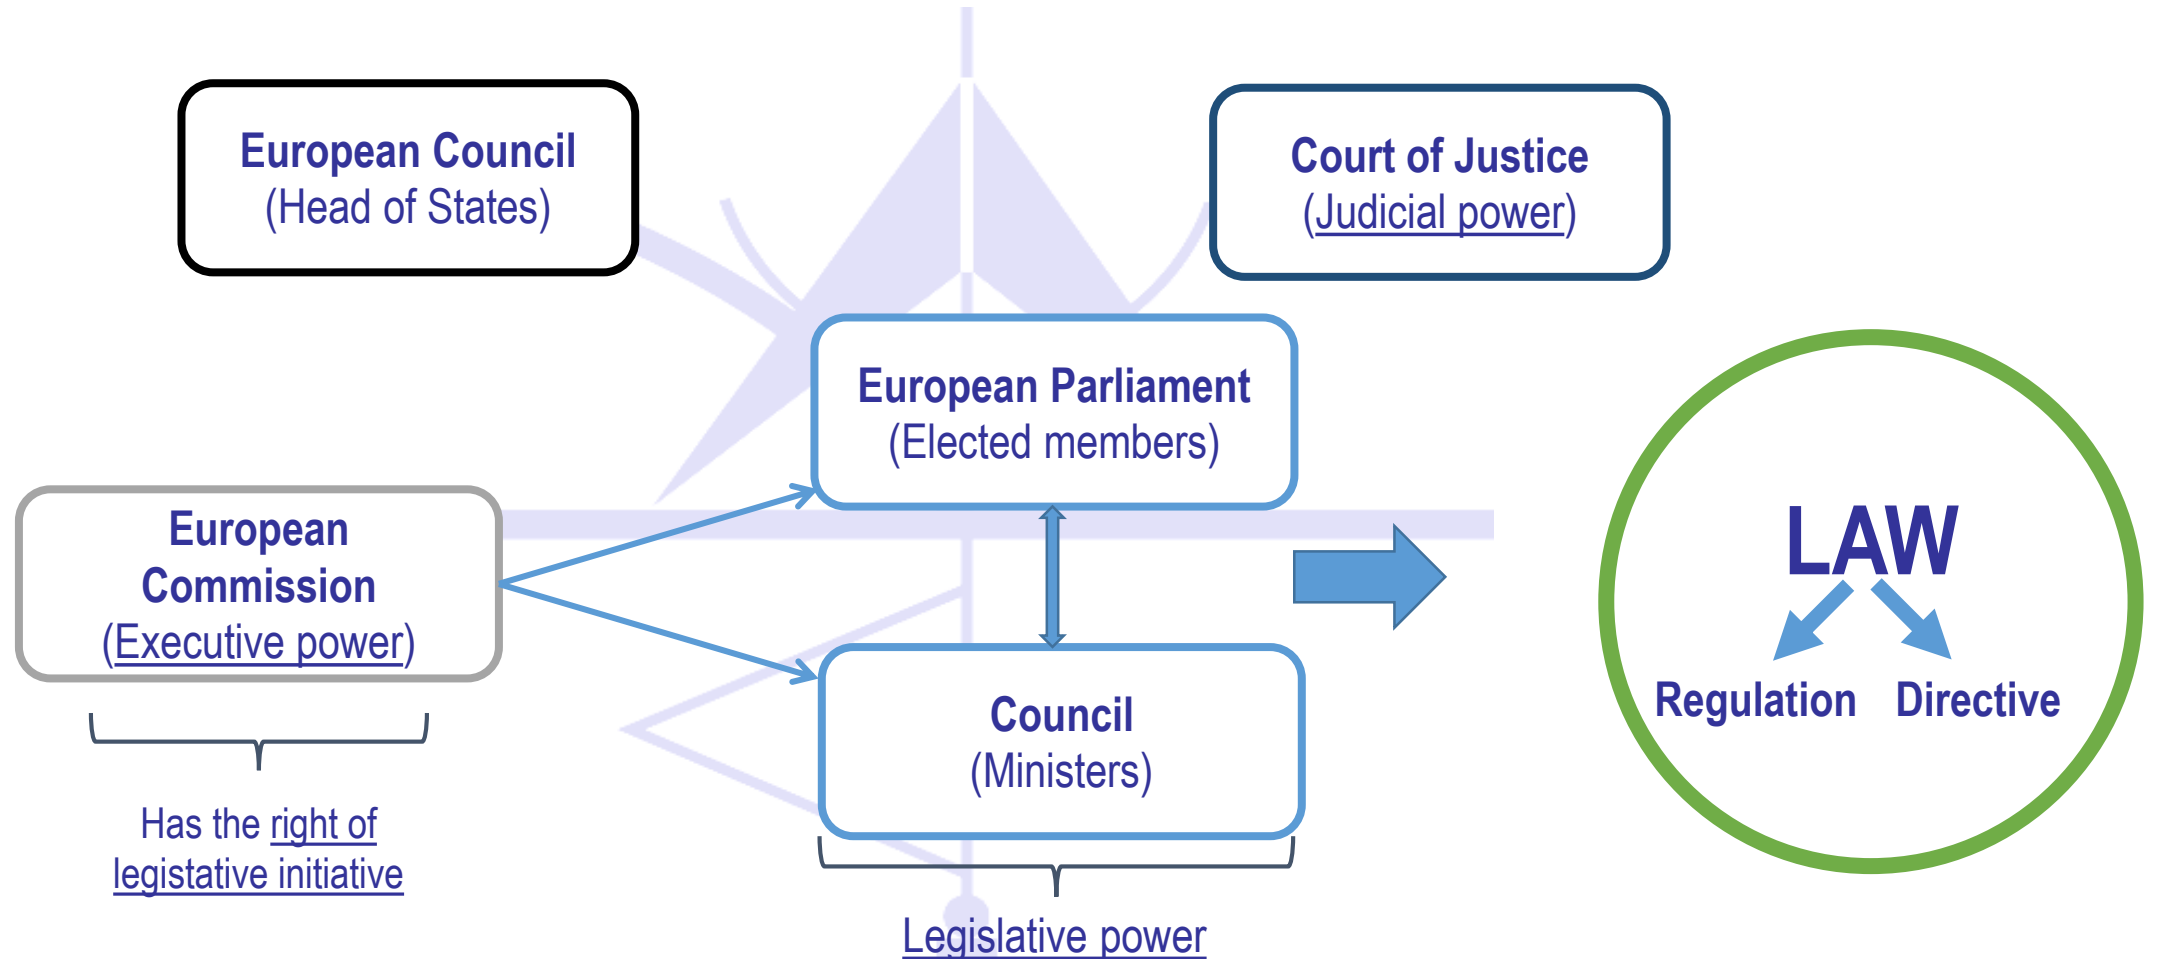 European Council
(Head of States)
Court of Justice
(Judicial power)
European Parliament
(Elected members)
European
Commission
(Executive power)
LAW
Regulation Directive
Council
(Ministers)
Has the right of
legistative initiative
Legislative power